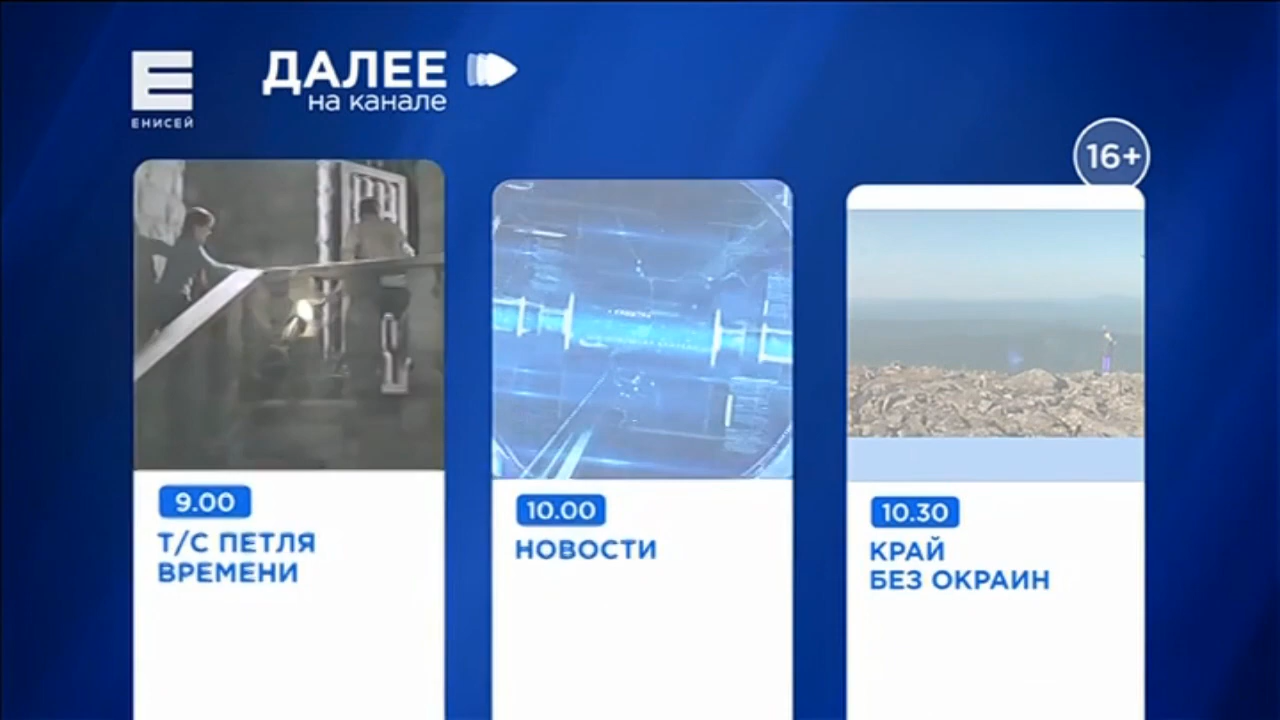 ДАЛЕЕ
на канале
ЕНИСЕЙ
16+
9.00
Т/С ПЕТЛЯ
ВРЕМЕНИ
10.00
НОВОСТИ
10.30
КРАЙ
БЕЗ ОКРАИН